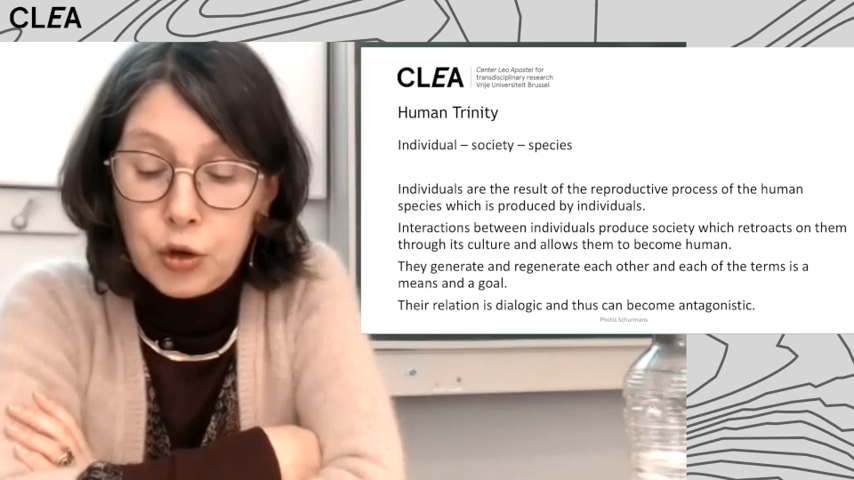 CLEA
CLEA
Center Leo Apostel for
transdisciplinary research
Vrije Universiteit Brussel
Human Trinity
Individual – society – species
Individuals are the result of the reproductive process of the human
species which is produced by individuals.
Interactions between individuals produce society which retroacts on them
through its culture and allows them to become human.
They generate and regenerate each other and each of the terms is a
means and a goal.
Their relation is dialogic and thus can become antagonistic.
Photis Schurmans